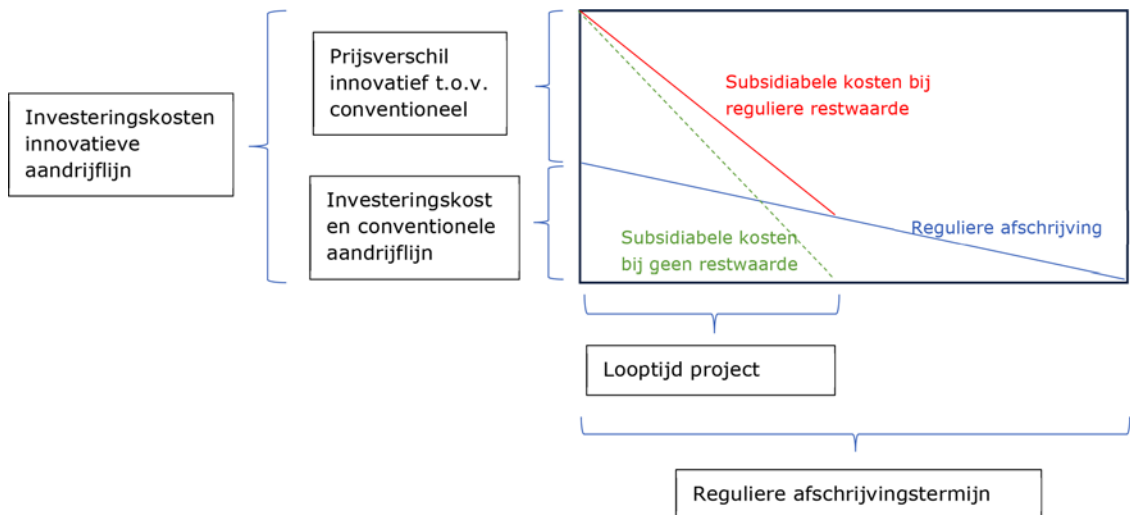 Prijsverschil
innovatief t.o.v.
conventioneel
Investeringskosten
innovatieve
aandrijflijn
Investeringskost
en conventionele
aandrijflijn
Subsidiabele kosten bij
reguliere restwaarde
Reguliere afschrijving
Subsidiabele kosten
bij geen restwaarde
Looptijd project
Reguliere afschrijvingstermijn